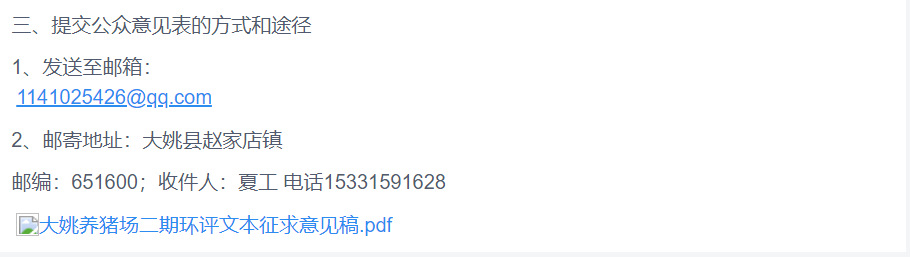 三、提交公众意见表的方式和途径
1、发送至邮箱：
1141025426@qq.com
2、邮寄地址：大姚县赵家店镇
邮编：651600；收件人：夏工 电话15331591628
大姚养猪场二期环评文本征求意见稿.pdf